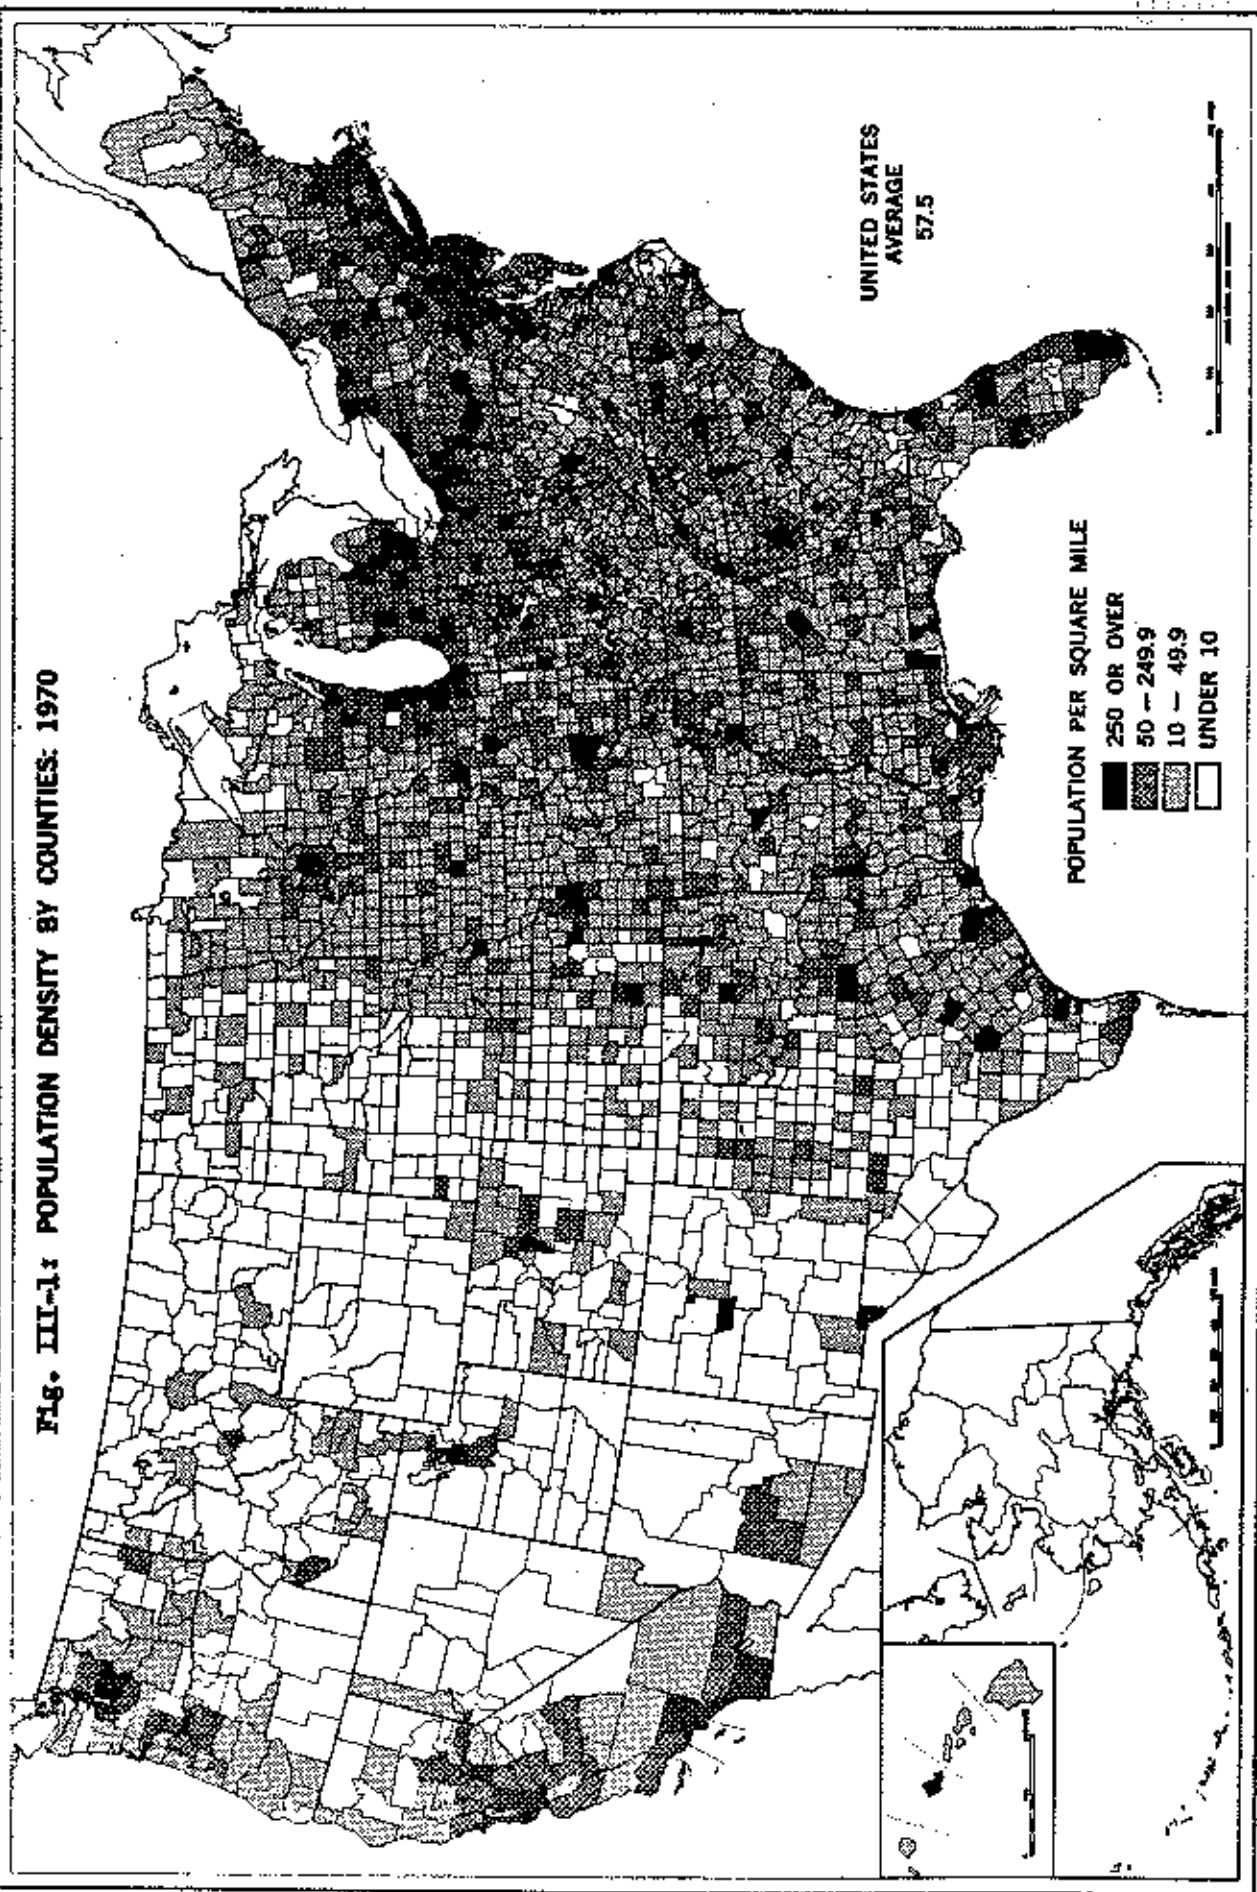 Fig. III-1: POPULATION DENSITY BY COUNTIES: 1970
UNITED STATES
AVERAGE
57.5
POPULATION PER SQUARE MILE
250 OR OVER
50 — 249.9
10 — 49.9
UNDER 10